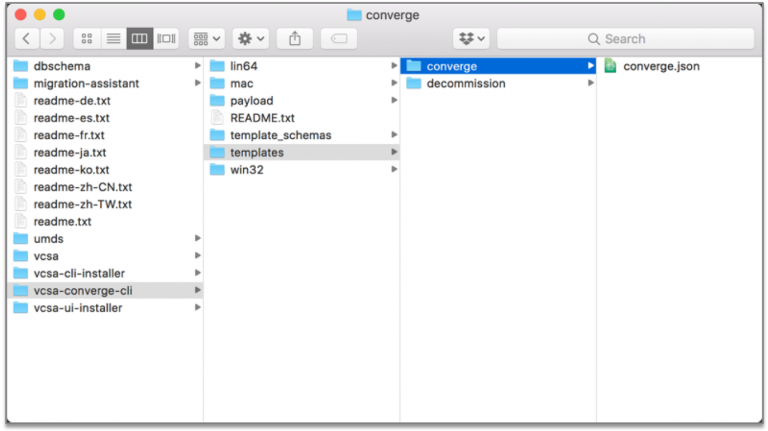 converge
Search
dbschema
migration-assistant
readme-de.txt
readme-es.txt
readme-fr.txt
readme-ja.txt
readme-ko.txt
readme-zh-CN.txt
readme-zh-TW.txt
readme.txt
umds
vcsa
vcsa-cli-installer
vcsa-converge-cli
vcsa-ui-installer
lin64
mac
payload
README.txt
template_schemas
templates
win32
converge
decommission
converge.json